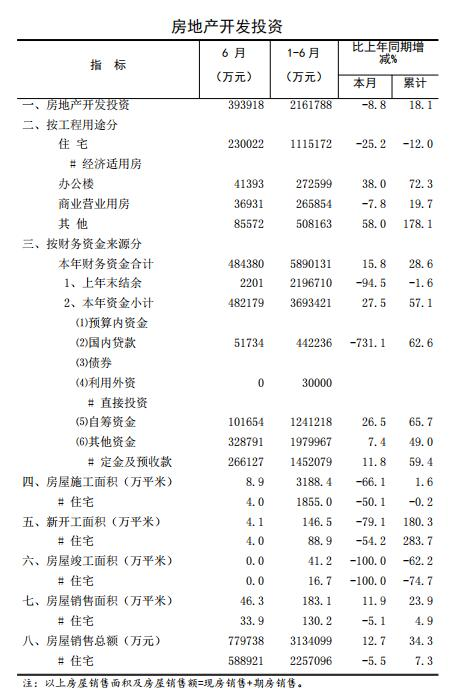 房地产开发投资
指 标 6 月 （万元） 1-6月 （万元） 比上年同期增减%
本月 累计
一、房地产开发投资 393918 2161788 -8.8 18.1
二、按工程用途分
住 宅 230022 1115172 -25.2 -12.0
# 经济适用房
办公楼 41393 272599 38.0 72.3
商业营业用房 36931 265854 -7.8 19.7
其 他 85572 508163 58.0 178.1
三、按财务资金来源分
本年财务资金合计 484380 5890131 15.8 28.6
1、上年末结余 2201 2196710 -94.5 -1.6
2、本年资金小计 482179 3693421 27.5 57.1
⑴预算内资金
⑵国内贷款 51734 442236 -731.1 62.6
⑶债券
⑷利用外资 0 30000
# 直接投资
⑸自筹资金 101654 1241218 26.5 65.7
⑹其他资金 328791 1979967 7.4 49.0
# 定金及预收款 266127 1452079 11.8 59.4
四、房屋施工面积（万平米） 8.9 3188.4 -66.1 1.6
# 住宅 4.0 1855.0 -50.1 -0.2
五、新开工面积（万平米） 4.1 146.5 -79.1 180.3
# 住宅 4.0 88.9 -54.2 283.7
六、房屋竣工面积（万平米） 0.0 41.2 -100.0 -62.2
# 住宅 0.0 16.7 -100.0 -74.7
七、房屋销售面积（万平米） 46.3 183.1 11.9 23.9
# 住宅 33.9 130.2 -5.1 4.9
八、房屋销售总额（万元） 779738 3134099 12.7 34.3
# 住宅 588921 2257096 -5.5 7.3
注：以上房屋销售面积及房屋销售额=现房销售+期房销售。